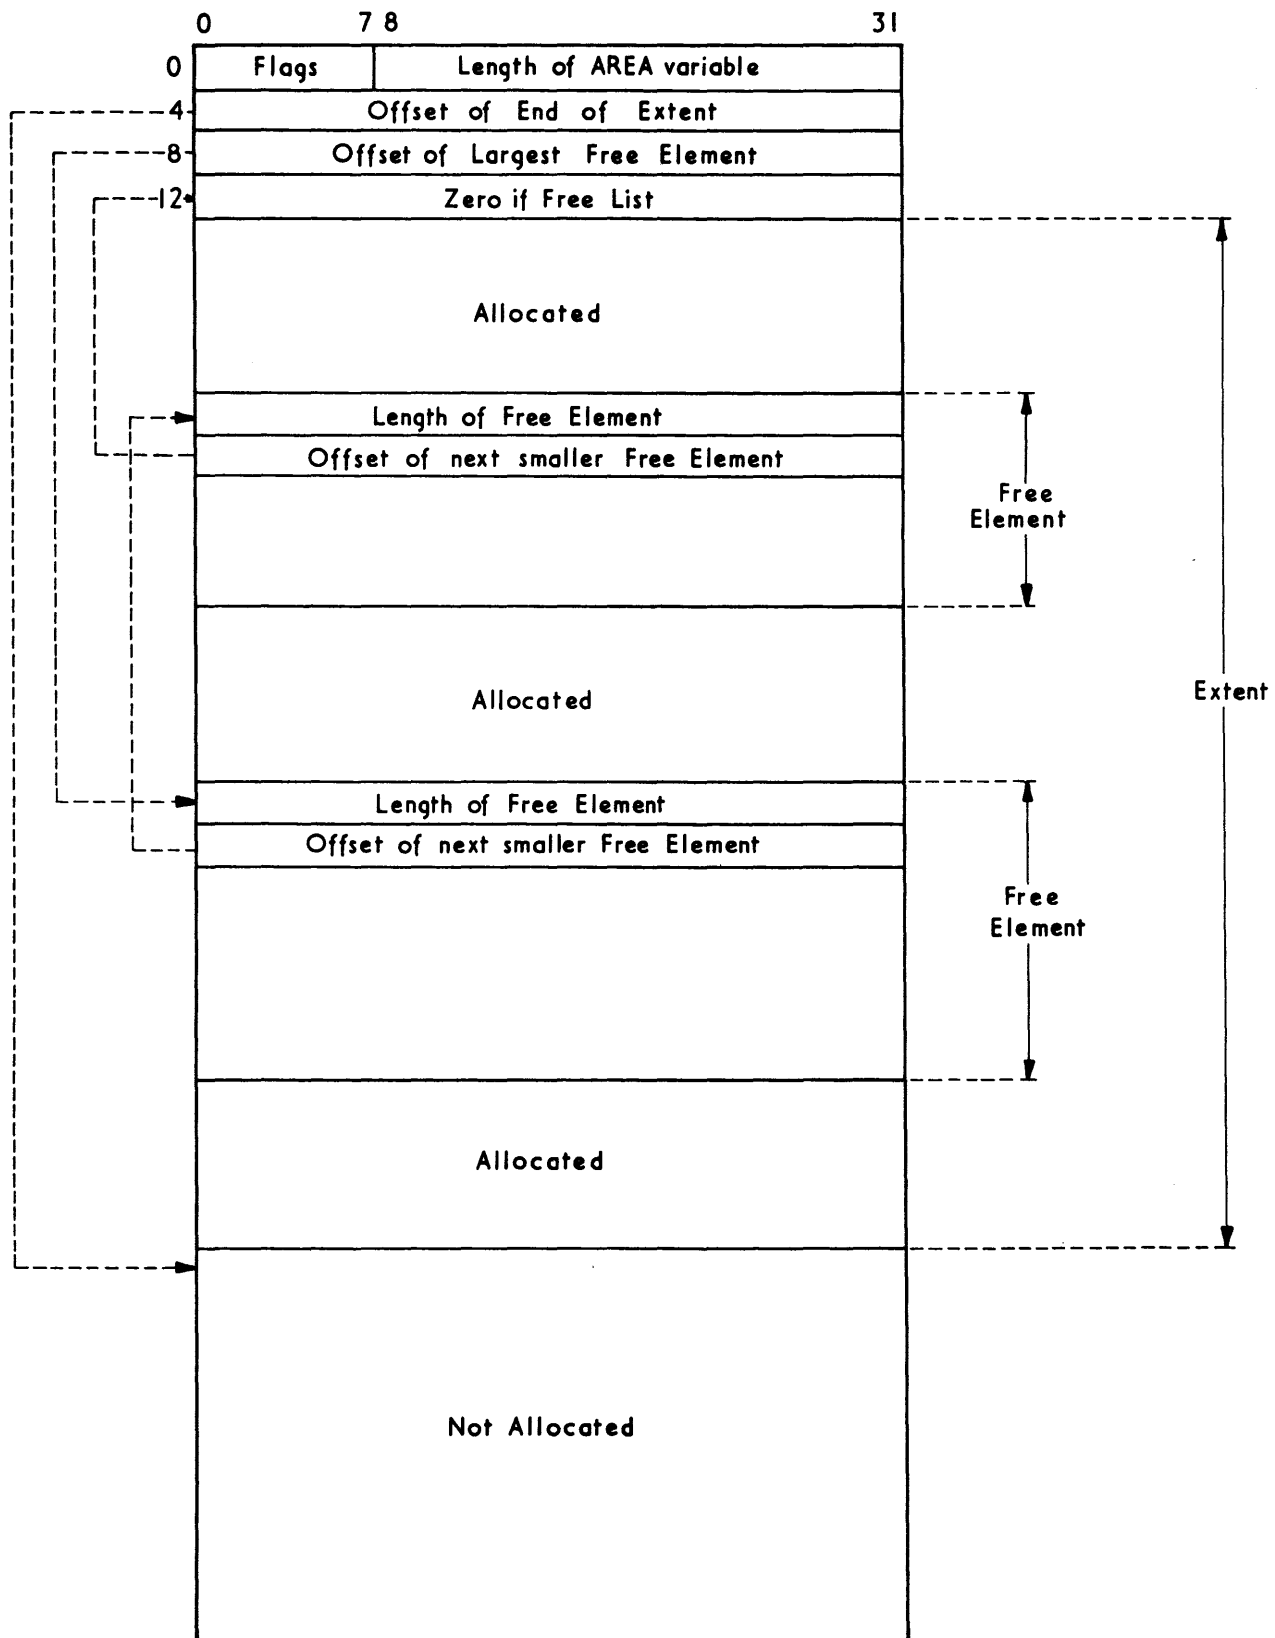 0 7 8 31
0 Flags Length of AREA variable
4 Offset of End of Extent
8 Offset of Largest Free Element
12 Zero if Free List
Allocated
Length of Free Element
Offset of next smaller Free Element
Free
Element
Allocated
Extent
Length of Free Element
Offset of next smaller Free Element
Free
Element
Allocated
Not Allocated